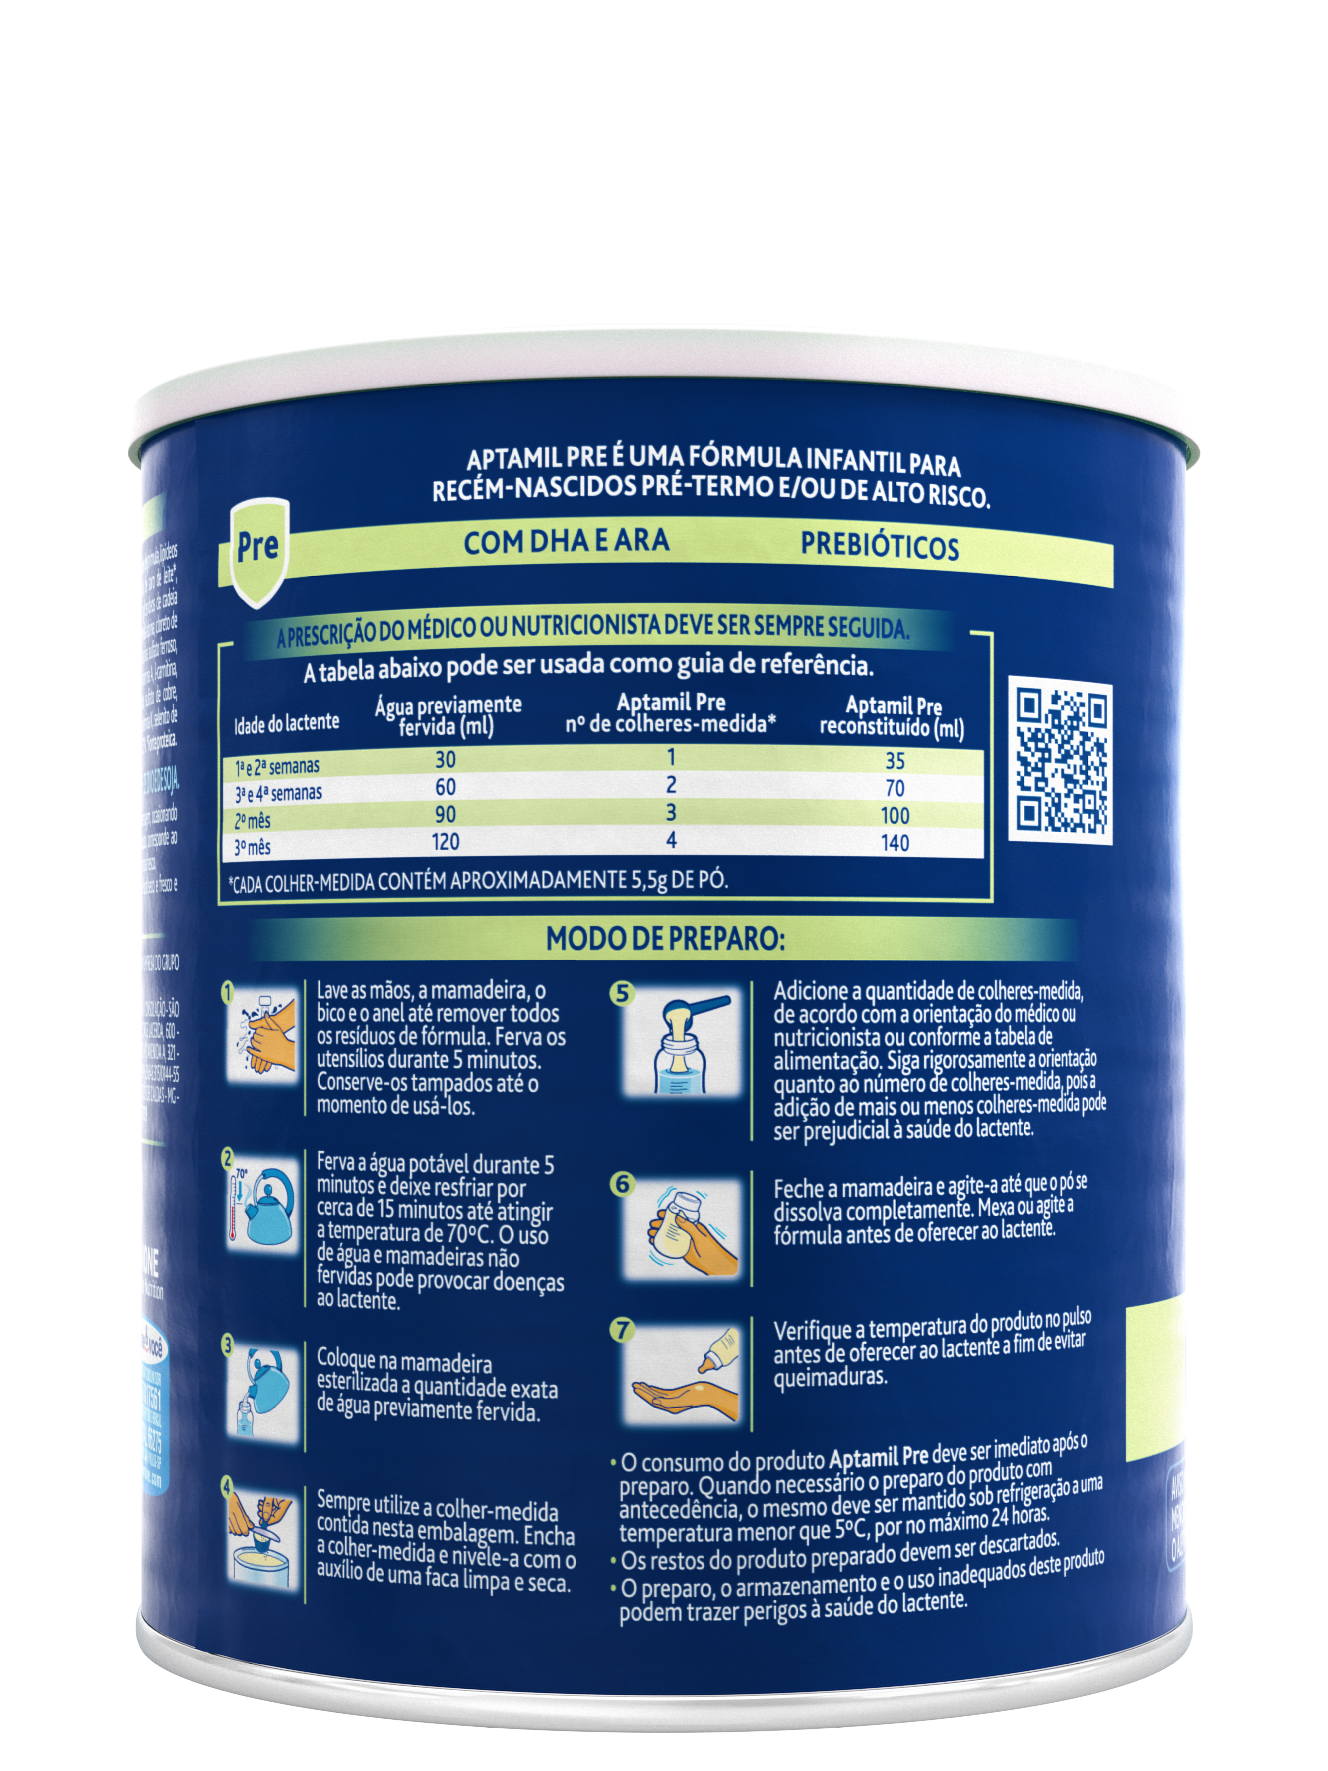 APTAMIL PRE É UMA FÓRMULA INFANTIL PARA
RECÉM-NASCIDOS PRÉ-TERMO E/OU DE ALTO RISCO.
Pre
COM DHA E ARA PREBIÓTICOS
A PRESCRIÇÃO DO MÉDICO OU NUTRICIONISTA DEVE SER SEMPRE SEGUIDA.
A tabela abaixo pode ser usada como guia de referência.
Idade do lactente
Água previamente
fervida (ml)
Aptamil Pre
nº de colheres-medida*
Aptamil Pre
reconstituído (ml)
1ª e 2ª semanas 30 1 35
3ª e 4ª semanas 60 2 70
2º mês 90 3 100
3º mês 120 4 140
*CADA COLHER-MEDIDA CONTÉM APROXIMADAMENTE 5,5g DE PÓ.
MODO DE PREPARO:
1
Lave as mãos, a mamadeira, o
bico e o anel até remover todos
os resíduos de fórmula. Ferva os
utensílios durante 5 minutos.
Conserve-os tampados até o
momento de usá-los.
2
70°
Ferva a água potável durante 5
minutos e deixe resfriar por
cerca de 15 minutos até atingir
a temperatura de 70ºC. O uso
de água e mamadeiras não
fervidas pode provocar doenças
ao lactente.
3
Coloque na mamadeira
esterilizada a quantidade exata
de água previamente fervida.
4
Sempre utilize a colher-medida
contida nesta embalagem. Encha
a colher-medida e nivele-a com o
auxílio de uma faca limpa e seca.
5
Adicione a quantidade de colheres-medida,
de acordo com a orientação do médico ou
nutricionista ou conforme a tabela de
alimentação. Siga rigorosamente a orientação
quanto ao número de colheres-medida, pois a
adição de mais ou menos colheres-medida pode
ser prejudicial à saúde do lactente.
6
Feche a mamadeira e agite-a até que o pó se
dissolva completamente. Mexa ou agite a
fórmula antes de oferecer ao lactente.
7
Verifique a temperatura do produto no pulso
antes de oferecer ao lactente a fim de evitar
queimaduras.
• O consumo do produto Aptamil Pre deve ser imediato após o
preparo. Quando necessário o preparo do produto com
antecedência, o mesmo deve ser mantido sob refrigeração a uma
temperatura menor que 5ºC, por no máximo 24 horas.
• Os restos do produto preparado devem ser descartados.
• O preparo, o armazenamento e o uso inadequados deste produto
podem trazer perigos à saúde do lactente.